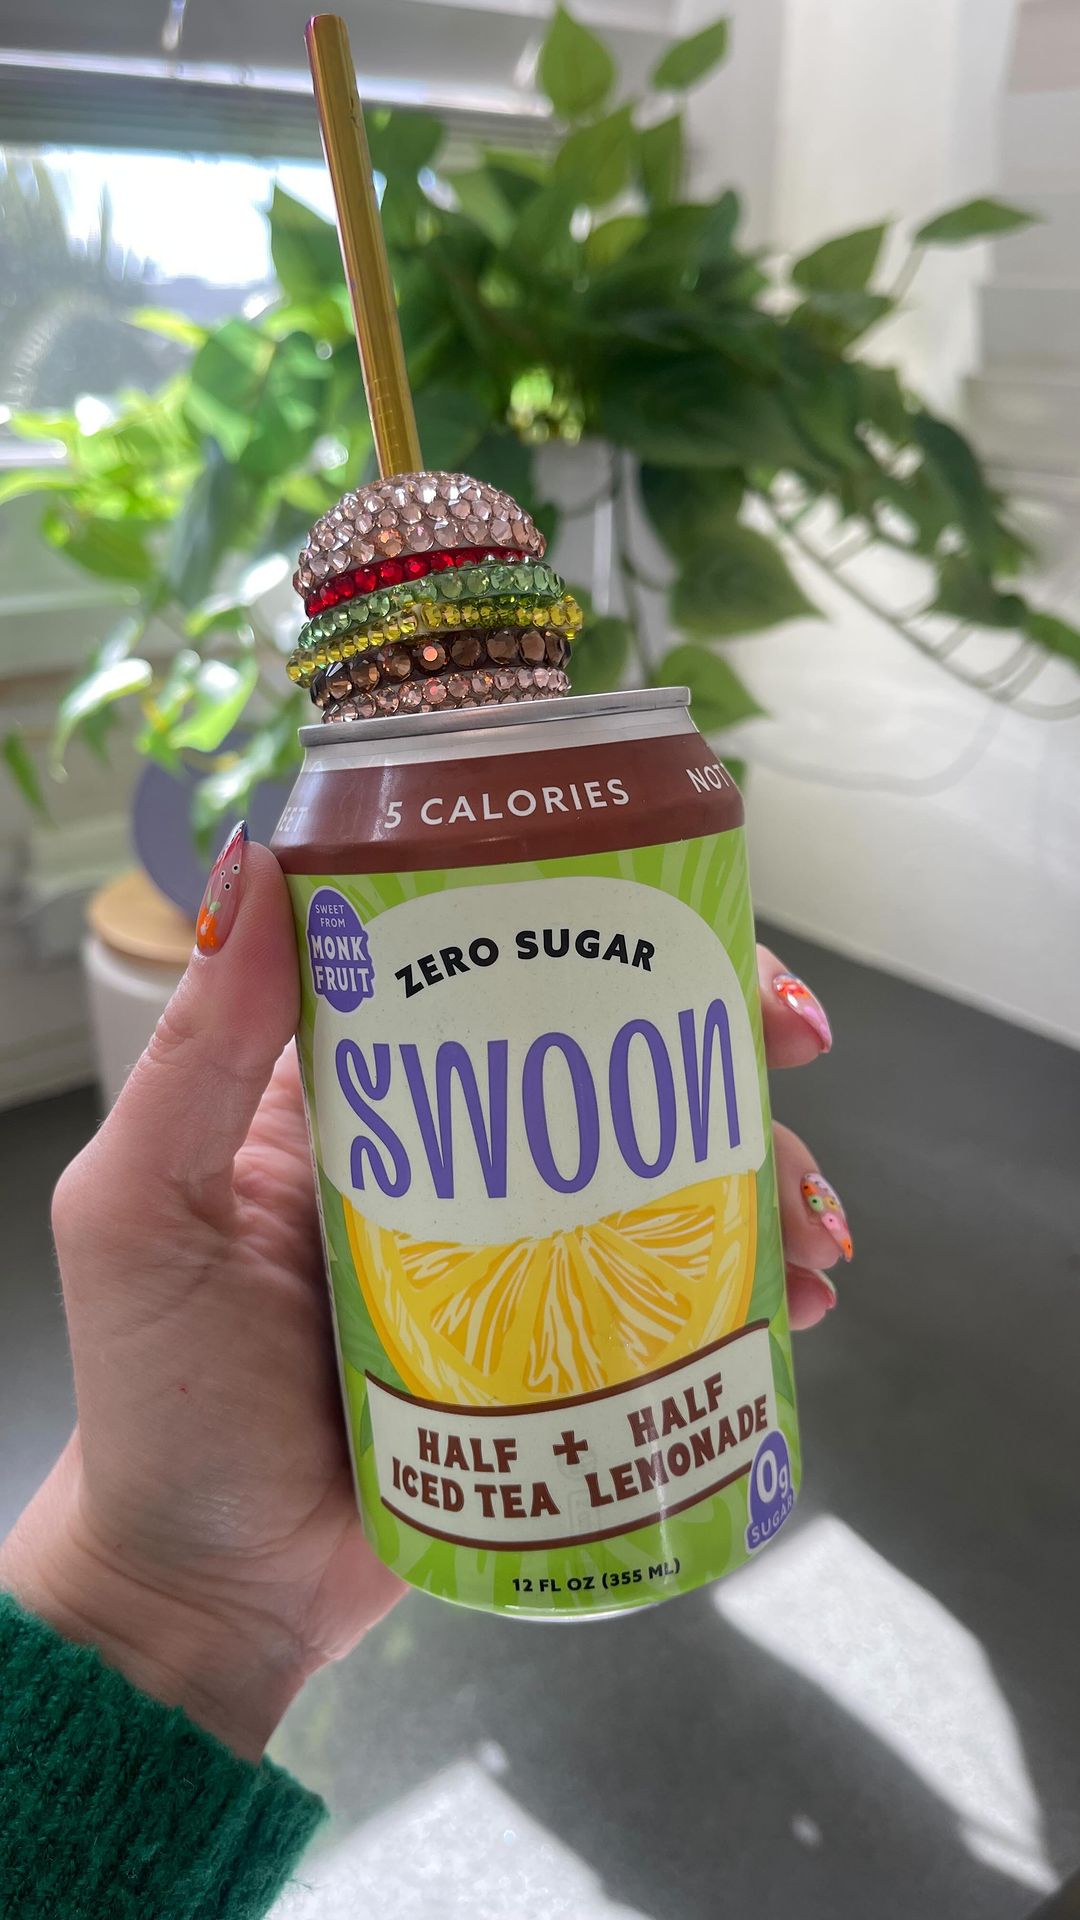 5 CALORIES
SWEET
FROM
MONK
FRUIT
ZERO SUGAR
SWOON
HALF + HALF
ICED TEA LEMONADE
0g
SUGAR
12 FL OZ (355 ML)